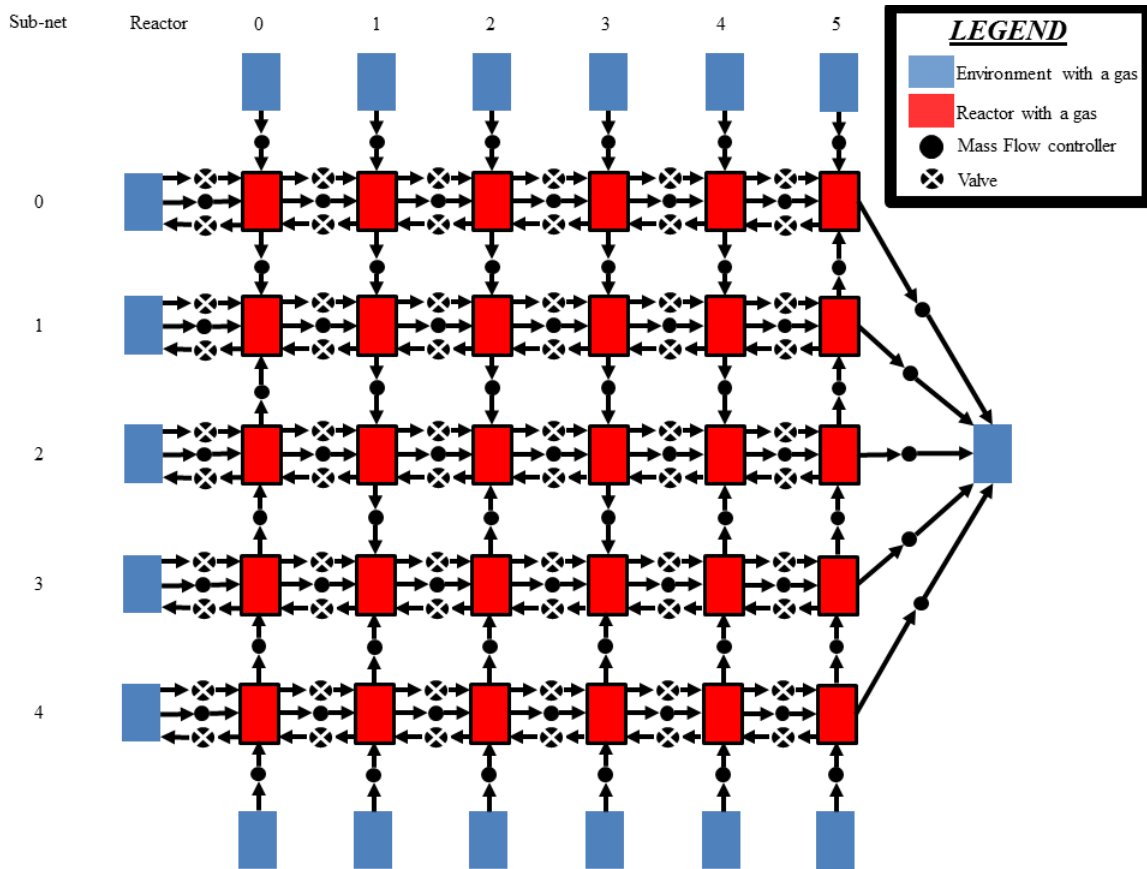 Sub-net Reactor 0 1 2 3 4 5
LEGEND
Environment with a gas
Reactor with a gas
Mass Flow controller
Valve
0
1
2
3
4